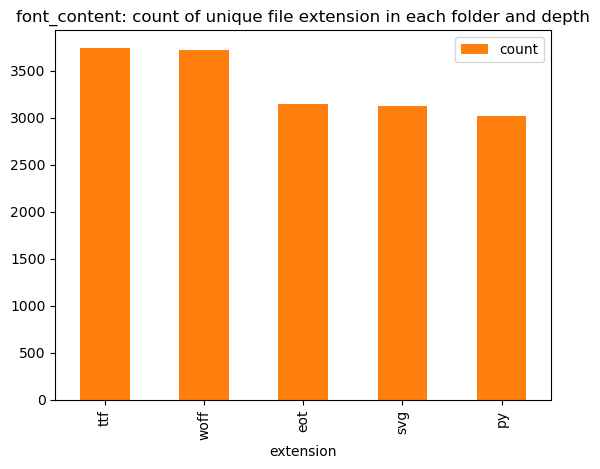 font_content: count of unique file extension in each folder and depth
count
3500
3000
2500
2000
1500
1000
500
0
ttf
woff
eot
svg
py
extension